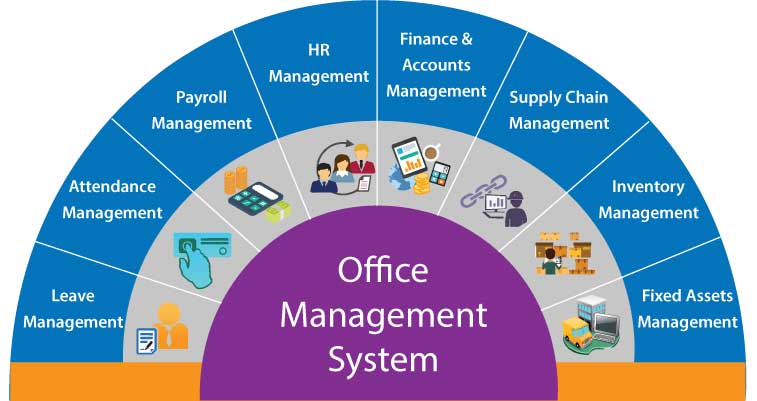 Leave
Management
Attendance
Management
Payroll
Management
HR
Management
Finance &
Accounts
Management
Supply Chain
Management
Inventory
Management
Fixed Assets
Management
Office
Management
System